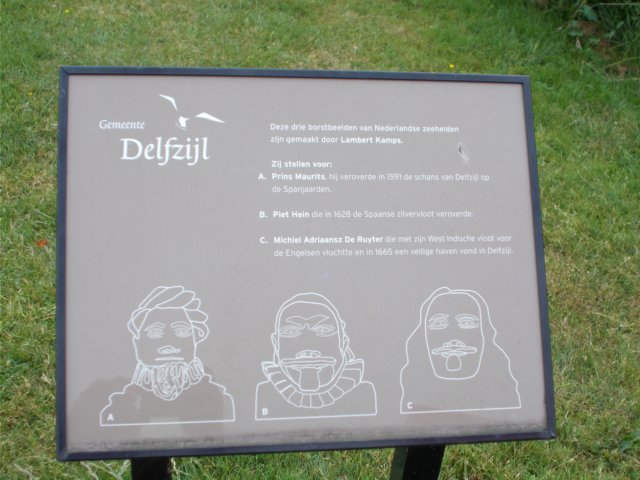 Gemeente
Delfzijl
Deze drie borstbeelden van Nederlandse zeehelden
zijn gemaakt door Lambert Kamps.
Zij stellen voor:
A. Prins Maurits, hij veroverde in 1591 de schans van Delfzijl op
de Spanjaarden.
B. Piet Hein die in 1628 de Spaanse zilvervloot veroverde.
C. Michiel Adriaansz De Ruyter die met zijn West Indische vloot voor
de Engelsen vluchtte en in 1665 een veilige haven vond in Delfzijl.
A
B
C